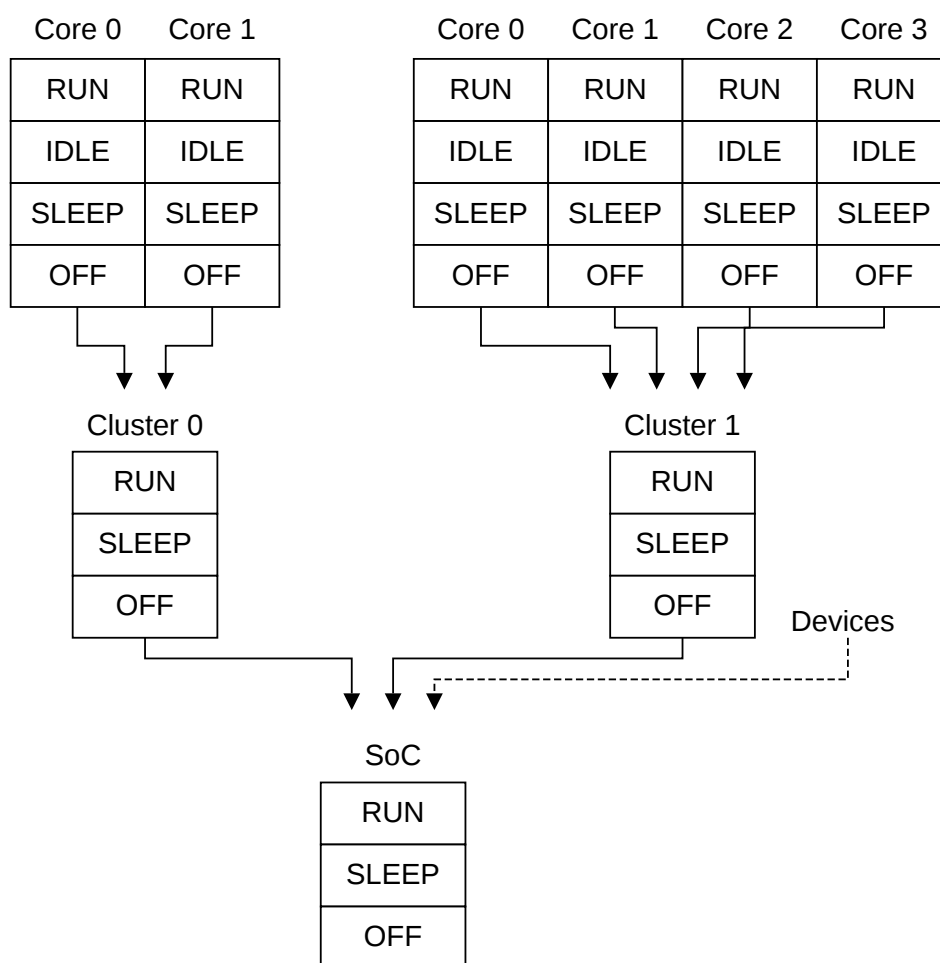 Core 0 Core 1 Core 0 Core 1 Core 2 Core 3
RUN RUN RUN RUN RUN RUN
IDLE IDLE IDLE IDLE IDLE IDLE
SLEEP SLEEP SLEEP SLEEP SLEEP SLEEP
OFF OFF OFF OFF OFF OFF
Cluster 0 Cluster 1
RUN RUN
SLEEP SLEEP
OFF OFF
Devices
SoC
RUN
SLEEP
OFF